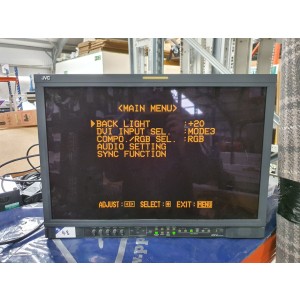 JVC
<MAIN MENU>
▶BACK LIGHT :+20
DVI INPUT SEL. :MODE3
COMPO./RGB SEL. :RGB
AUDIO SETTING
SYNC FUNCTION
ADJUST:◁▷ SELECT: EXIT:MENU